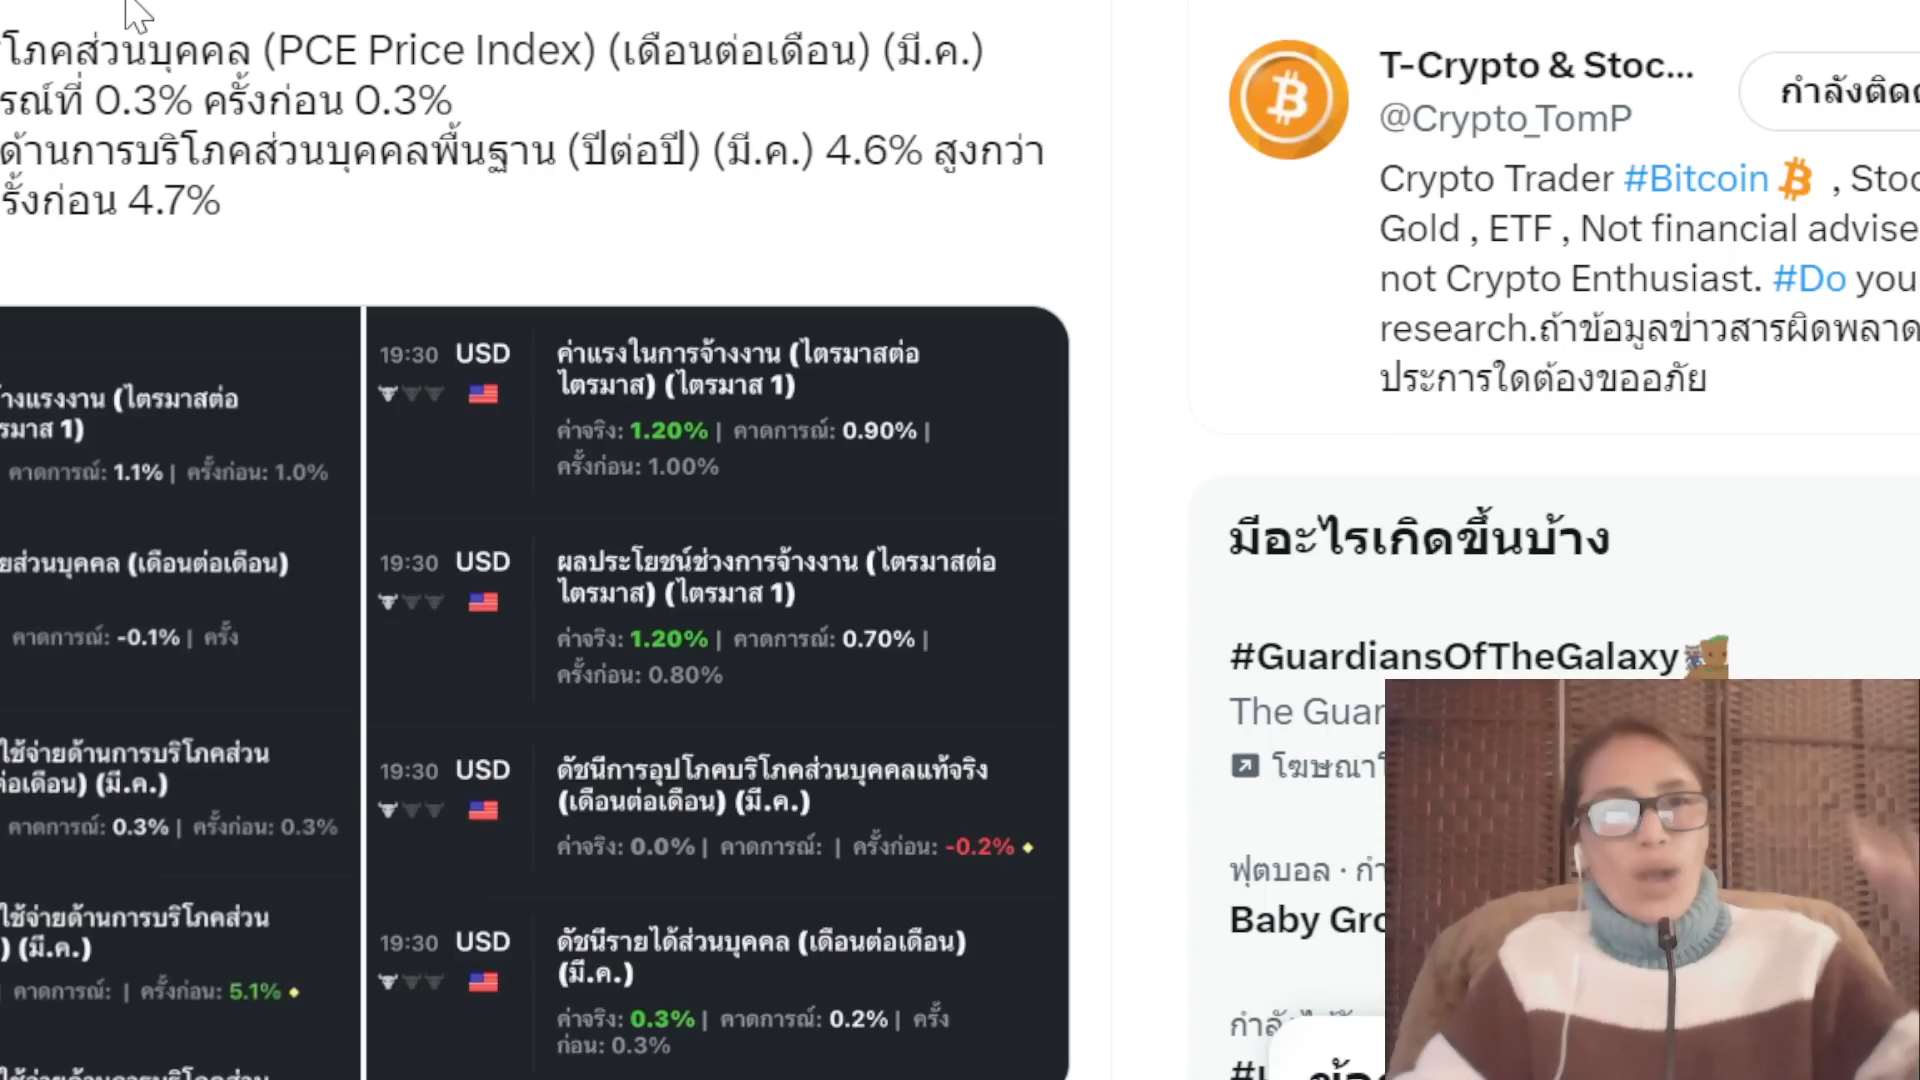 โภคส่วนบุคคล (PCE Price Index) (เดือนต่อเดือน) (มี.ค.)
รณ์ที่ 0.3% ครั้งก่อน 0.3%
ด้านการบริโภคส่วนบุคคลพื้นฐาน (ปีต่อปี) (มี.ค.) 4.6% สูงกว่า
รั้งก่อน 4.7%
้างแรงงาน (ไตรมาสต่อ
รมาส 1)
คาดการณ์: 1.1% | ครั้งก่อน: 1.0%
ยส่วนบุคคล (เดือนต่อเดือน)
คาดการณ์: -0.1% | ครั้ง
ใช้จ่ายด้านการบริโภคส่วน
่อเดือน) (มี.ค.)
คาดการณ์: 0.3% | ครั้งก่อน: 0.3%
ใช้จ่ายด้านการบริโภคส่วน
) (มี.ค.)
คาดการณ์: | ครั้งก่อน: 5.1%
ใช้จ่ายด้านการบริโภคส่วน
19:30 USD ค่าแรงในการจ้างงาน (ไตรมาสต่อ
ไตรมาส) (ไตรมาส 1)
ค่าจริง: 1.20% | คาดการณ์: 0.90% |
ครั้งก่อน: 1.00%
19:30 USD ผลประโยชน์ช่วงการจ้างงาน (ไตรมาสต่อ
ไตรมาส) (ไตรมาส 1)
ค่าจริง: 1.20% | คาดการณ์: 0.70% |
ครั้งก่อน: 0.80%
19:30 USD ดัชนีการอุปโภคบริโภคส่วนบุคคลแท้จริง
(เดือนต่อเดือน) (มี.ค.)
ค่าจริง: 0.0% | คาดการณ์: | ครั้งก่อน: -0.2%
19:30 USD ดัชนีรายได้ส่วนบุคคล (เดือนต่อเดือน)
(มี.ค.)
ค่าจริง: 0.3% | คาดการณ์: 0.2% | ครั้ง
ก่อน: 0.3%
T-Crypto & Stoc...
@Crypto_TomP
กำลังติดต
Crypto Trader #Bitcoin , Stoc
Gold , ETF , Not financial advise
not Crypto Enthusiast. #Do you
research.ถ้าข้อมูลข่าวสารผิดพลาด
ประการใดต้องขออภัย
มีอะไรเกิดขึ้นบ้าง
#GuardiansOfTheGalaxy
The Guar
โฆษณาโ
ฟุตบอล · กำ
Baby Gro